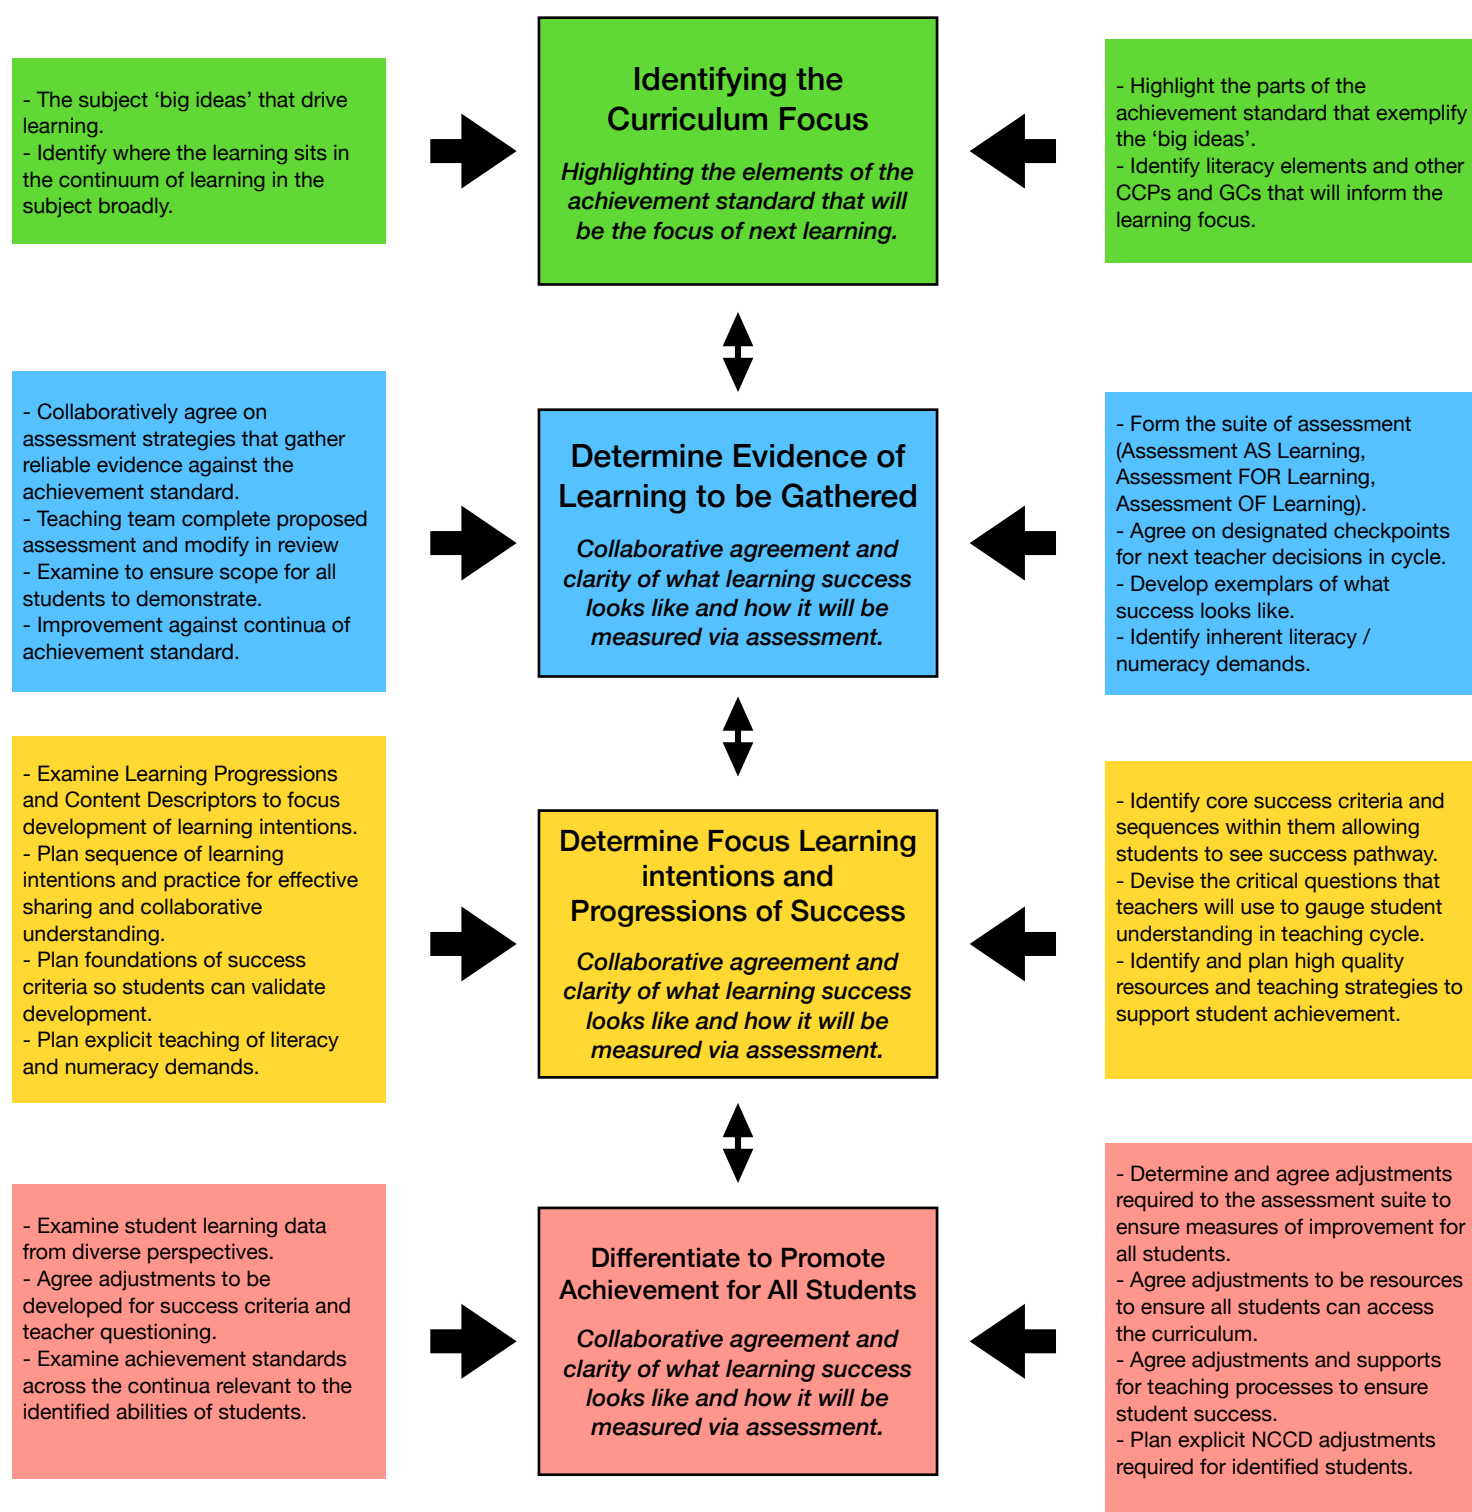 - The subject ‘big ideas’ that drive
learning.
- Identify where the learning sits in
the continuum of learning in the
subject broadly.
Identifying the
Curriculum Focus
Highlighting the elements of the
achievement standard that will
be the focus of next learning.
- Highlight the parts of the
achievement standard that exemplify
the ‘big ideas’.
- Identify literacy elements and other
CCPs and GCs that will inform the
learning focus.
- Collaboratively agree on
assessment strategies that gather
reliable evidence against the
achievement standard.
- Teaching team complete proposed
assessment and modify in review
- Examine to ensure scope for all
students to demonstrate.
- Improvement against continua of
achievement standard.
Determine Evidence of
Learning to be Gathered
Collaborative agreement and
clarity of what learning success
looks like and how it will be
measured via assessment.
- Form the suite of assessment
(Assessment AS Learning,
Assessment FOR Learning,
Assessment OF Learning).
- Agree on designated checkpoints
for next teacher decisions in cycle.
- Develop exemplars of what
success looks like.
- Identify inherent literacy /
numeracy demands.
- Examine Learning Progressions
and Content Descriptors to focus
development of learning intentions.
- Plan sequence of learning
intentions and practice for effective
sharing and collaborative
understanding.
- Plan foundations of success
criteria so students can validate
development.
- Plan explicit teaching of literacy
and numeracy demands.
Determine Focus Learning
intentions and
Progressions of Success
Collaborative agreement and
clarity of what learning success
looks like and how it will be
measured via assessment.
- Identify core success criteria and
sequences within them allowing
students to see success pathway.
- Devise the critical questions that
teachers will use to gauge student
understanding in teaching cycle.
- Identify and plan high quality
resources and teaching strategies to
support student achievement.
- Examine student learning data
from diverse perspectives.
- Agree adjustments to be
developed for success criteria and
teacher questioning.
- Examine achievement standards
across the continua relevant to the
identified abilities of students.
Differentiate to Promote
Achievement for All Students
Collaborative agreement and
clarity of what learning success
looks like and how it will be
measured via assessment.
- Determine and agree adjustments
required to the assessment suite to
ensure measures of improvement for
all students.
- Agree adjustments to be resources
to ensure all students can access
the curriculum.
- Agree adjustments and supports
for teaching processes to ensure
student success.
- Plan explicit NCCD adjustments
required for identified students.